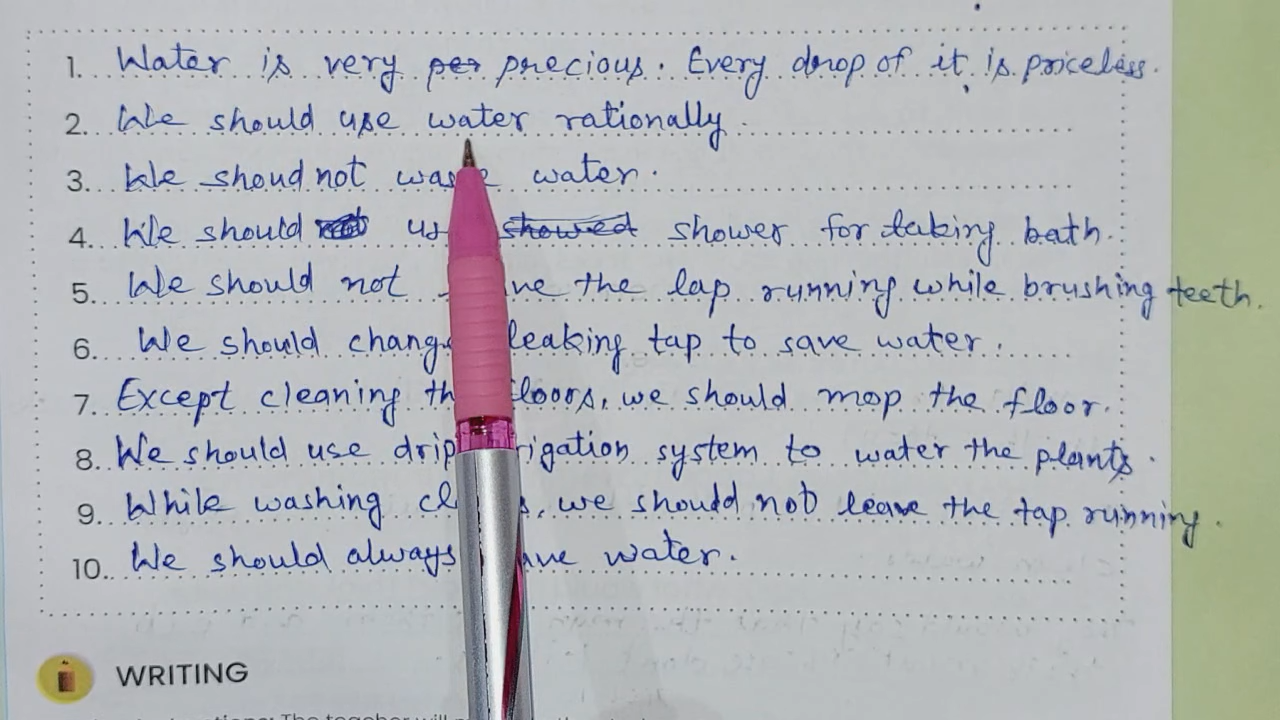 1. Water is very precious. Every drop of it is priceless.
2. We should use water rationally.
3. We shoud not water.
4. We should shower for taking bath.
5. We should not the tap running while brushing teeth.
6. We should leaking tap to save water.
7. Except cleaning floors, we should mop the floor.
8. We should use drip system to water the plants.
9. While washing, we should not leave the tap running.
10. We should always water.
WRITING